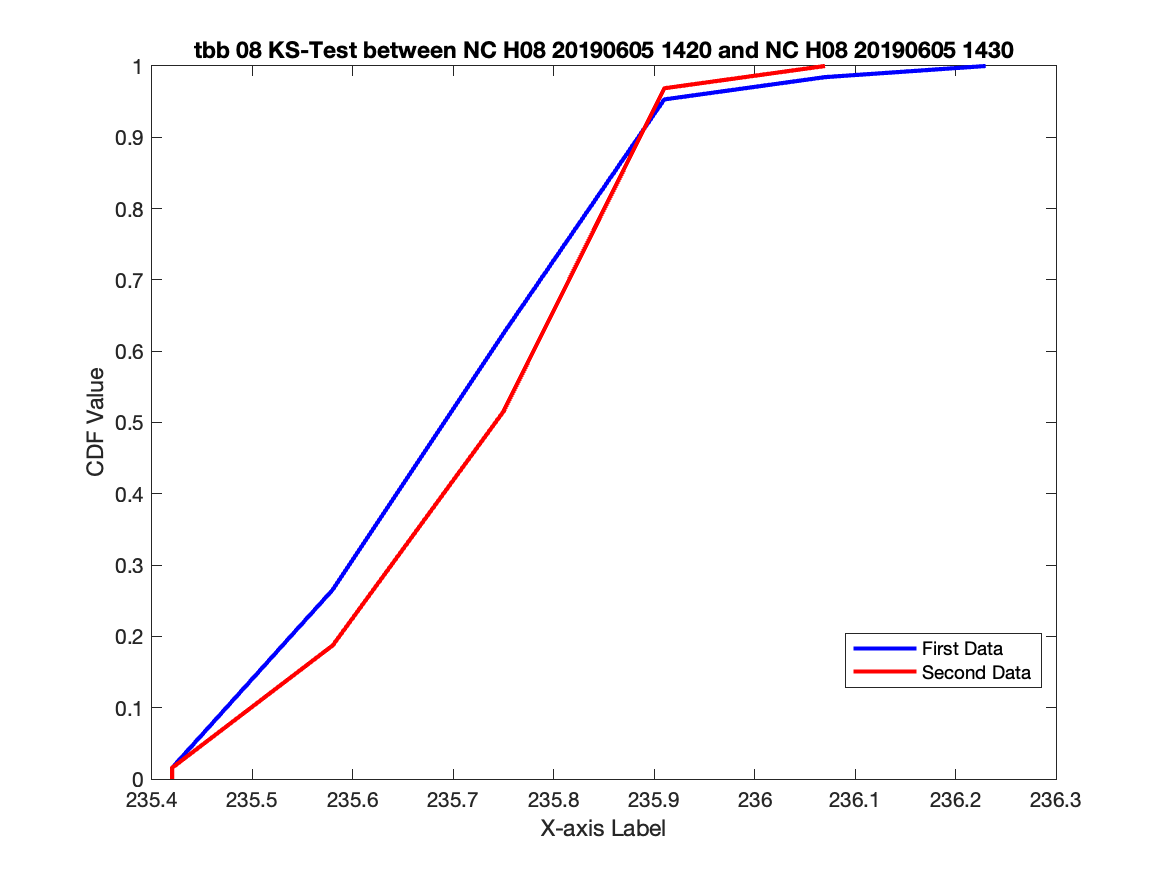 tbb 08 KS-Test between NC H08 20190605 1420 and NC H08 20190605 1430
1
0.9
0.8
0.7
0.6
0.5
0.4
0.3
0.2
0.1
0
CDF Value
First Data
Second Data
235.4 235.5 235.6 235.7 235.8 235.9 236 236.1 236.2 236.3
X-axis Label